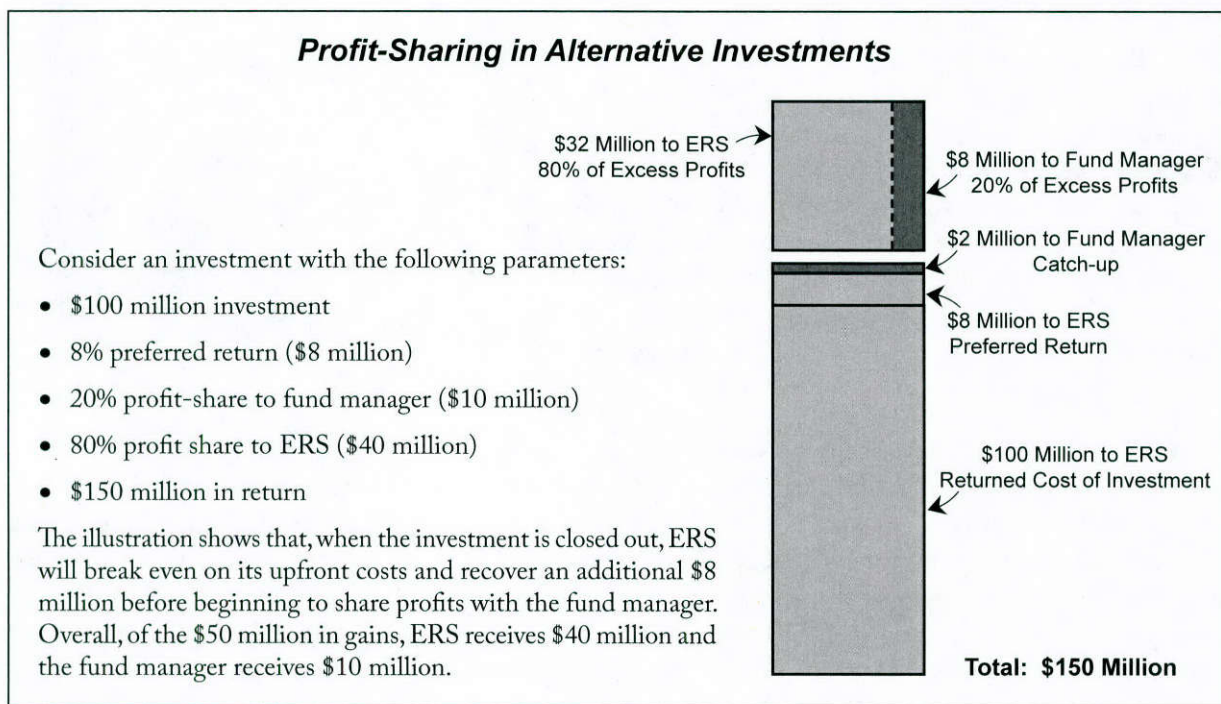 Profit-Sharing in Alternative Investments
$32 Million to ERS
80% of Excess Profits
$8 Million to Fund Manager
20% of Excess Profits
$2 Million to Fund Manager
Catch-up
$8 Million to ERS
Preferred Return
$100 Million to ERS
Returned Cost of Investment
Total: $150 Million
Consider an investment with the following parameters:
• $100 million investment
• 8% preferred return ($8 million)
• 20% profit-share to fund manager ($10 million)
• 80% profit share to ERS ($40 million)
• $150 million in return
The illustration shows that, when the investment is closed out, ERS
will break even on its upfront costs and recover an additional $8
million before beginning to share profits with the fund manager.
Overall, of the $50 million in gains, ERS receives $40 million and
the fund manager receives $10 million.